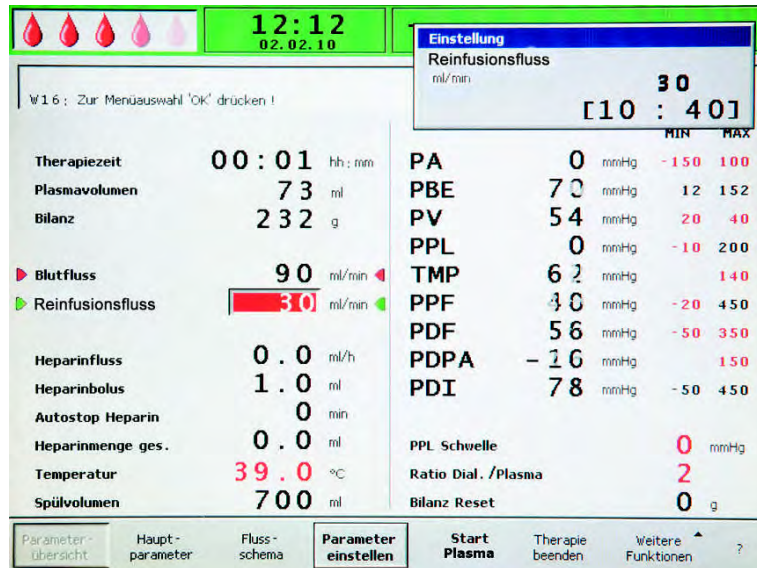 12:12
02.02.10
Einstellung
Reinfusionsfluss
ml/min 30
[10 : 40]
W16: Zur Menüauswahl 'OK' drücken !
MIN MAX
Therapiezeit 00:01 hh:mm
Plasmavolumen 73 ml
Bilanz 232 g
Blutfluss 90 ml/min
Reinfusionsfluss 30 ml/min
Heparinfluss 0.0 ml/h
Heparinbolus 1.0 ml
Autostop Heparin 0 min
Heparinmenge ges. 0.0 ml
Temperatur 39.0 °C
Spülvolumen 700 ml
PA 0 mmHg -150 100
PBE mmHg 12 152
PV 54 mmHg 20 40
PPL 0 mmHg -10 200
TMP 62 mmHg 140
PPF mmHg -20 450
PDF 56 mmHg -50 350
PDPA -16 mmHg 150
PDI 78 mmHg -50 450
PPL Schwelle 0 mmHg
Ratio Dial. /Plasma 2
Bilanz Reset 0 g
Parameter-
übersicht
Haupt-
parameter
Fluss-
schema
Parameter
einstellen
Start
Plasma
Therapie
beenden
Weitere
Funktionen
?